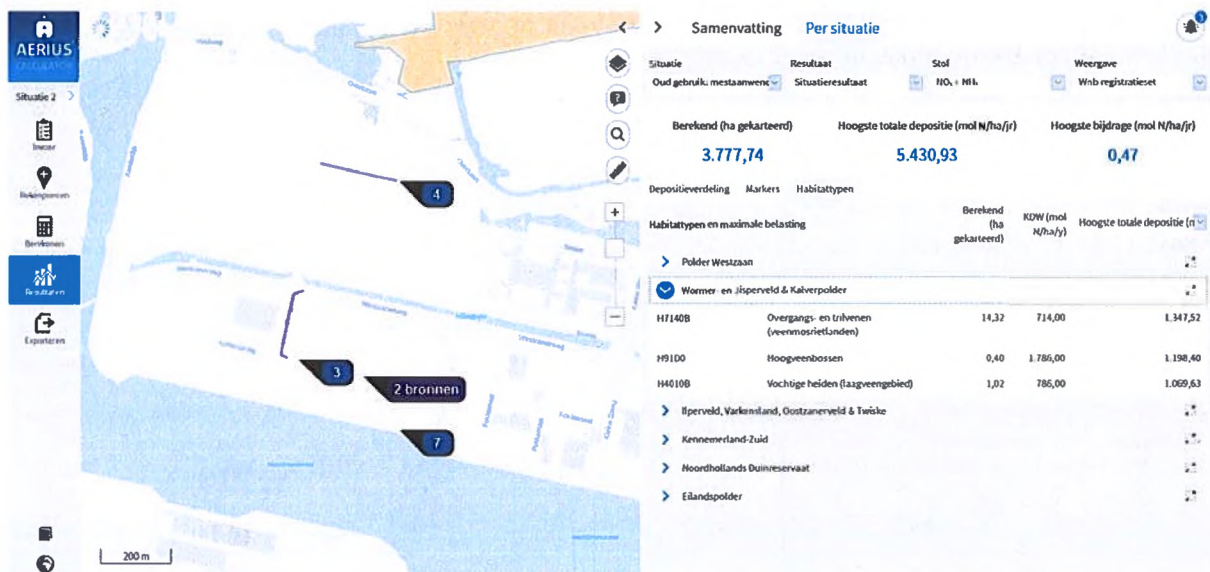 AERIUS
CALCULATOR
Situatie 2
Invoer
Rekenpunten
Berekenen
Resultaten
Exporteren
4
3
2 bronnen
7
200 m
Samenvatting Per situatie
Situatie Resultaat Stof Weergave
Situatieresultaat NOₓ + NH₃ Wnb registratieset
Berekend (ha gekarteerd) Hoogste totale depositie (mol N/ha/jr) Hoogste bijdrage (mol N/ha/jr)
3.777,74 5.430,93 0,47
Depositieverdeling Markers Habitattypen
Habitattypen en maximale belasting Berekend (ha gekarteerd) KDW (mol N/ha/y) Hoogste totale depositie (n
Polder Westzaan
Wormer- en Jisperveld & Kalverpolder
H7140B Overgangs- en trilvenen (veenmosrietlanden) 14,32 714,00 1.347,52
H91D0 Hoogveenbossen 0,40 1.786,00 1.198,40
H4010B Vochtige heiden (laagveengebied) 1,02 786,00 1.069,63
Ilperveld, Varkensland, Oostzanerveld & Twiske
Kennemerland-Zuid
Noordhollands Duinreservaat
Eilandspolder